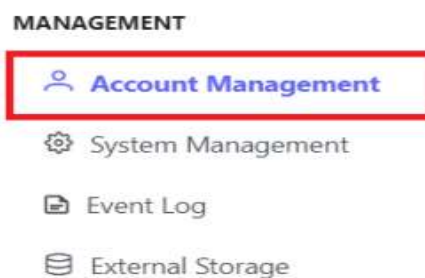 MANAGEMENT
Account Management
System Management
Event Log
External Storage